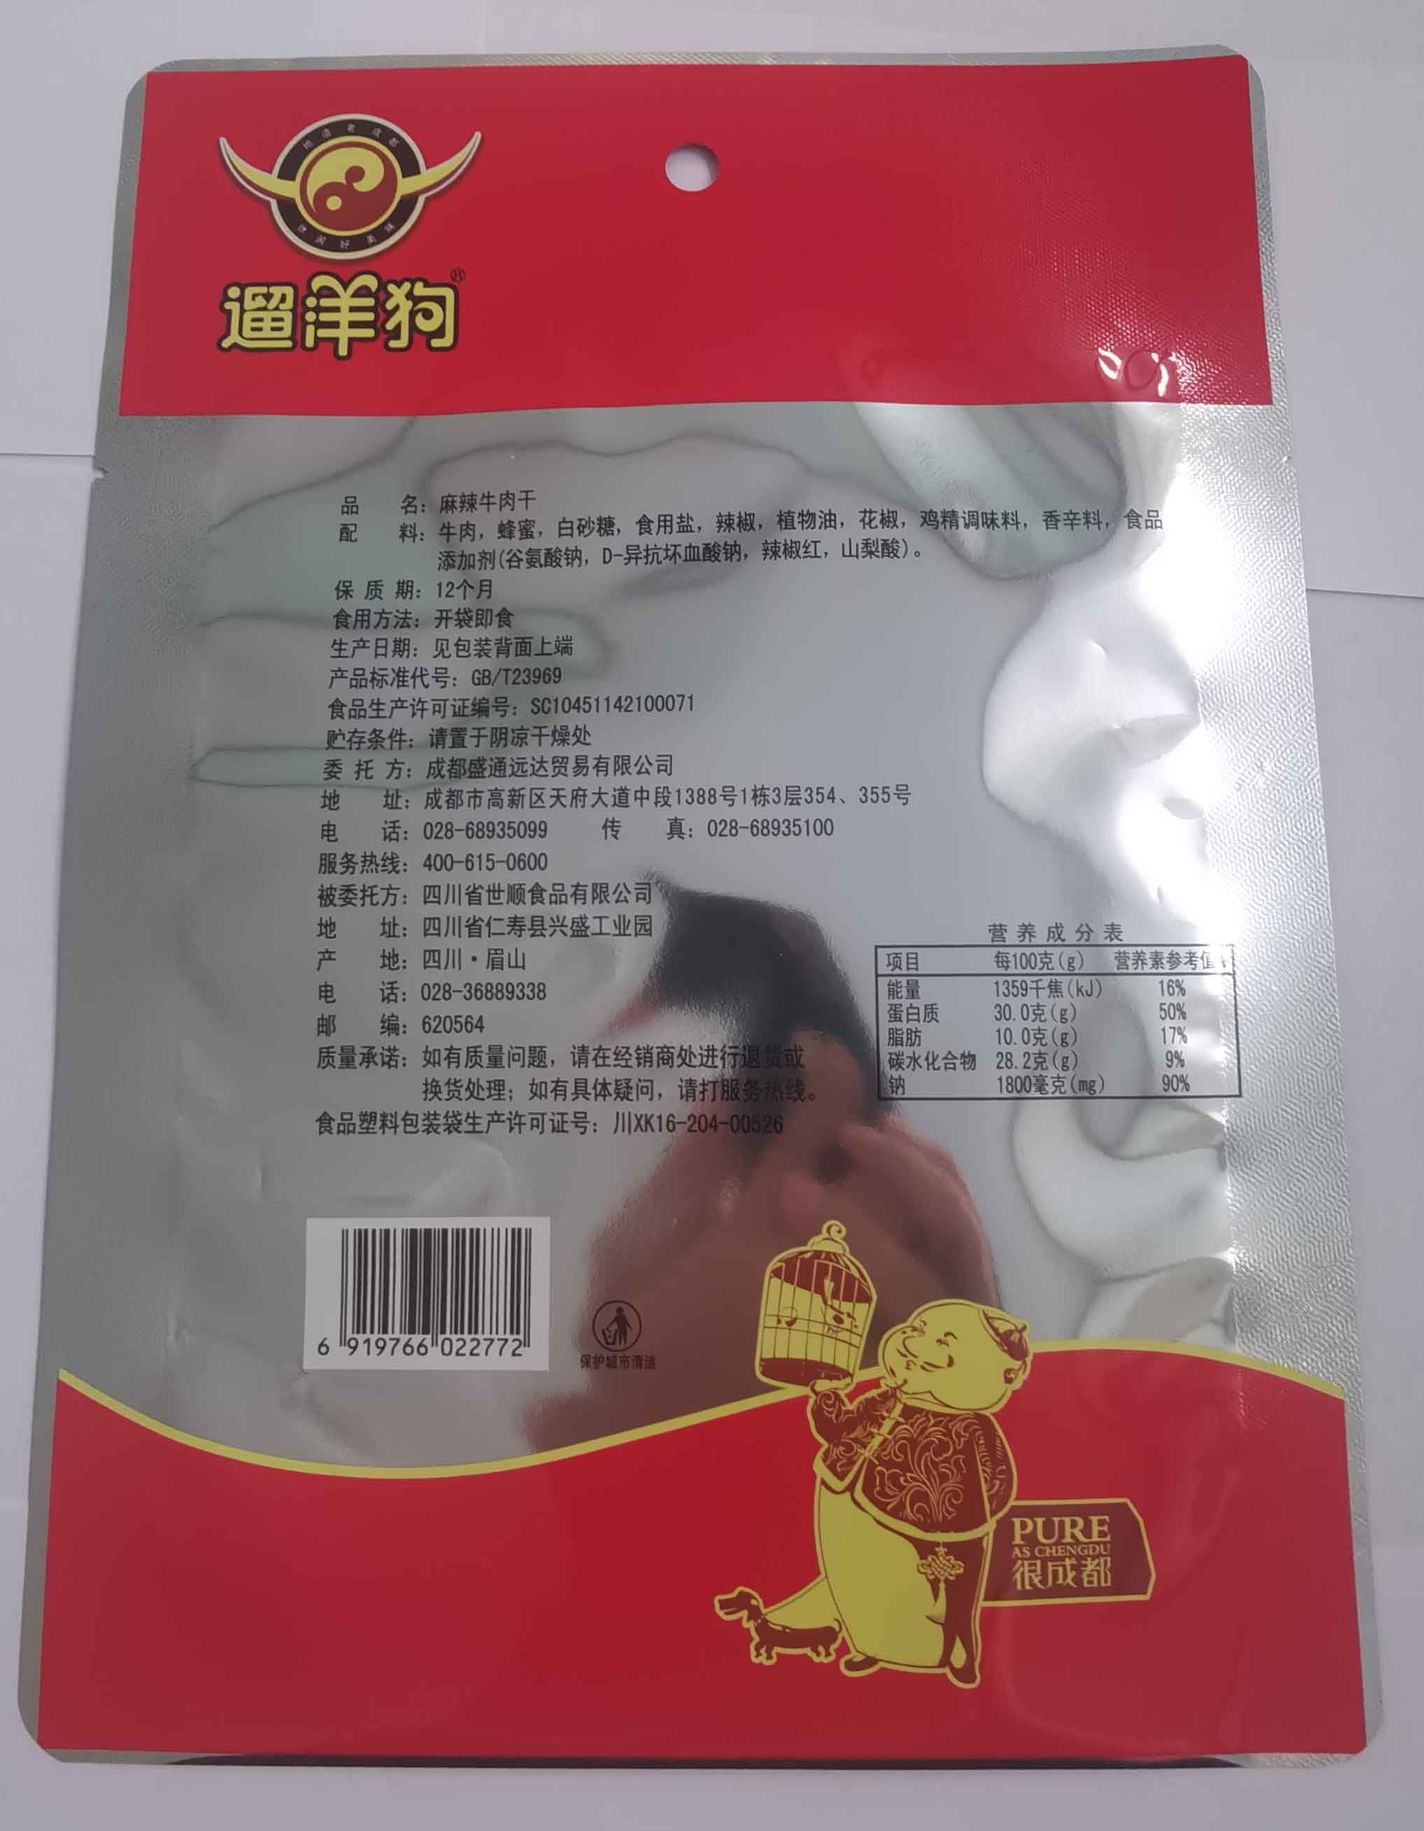 地道老成都
休闲好美味
遛洋狗®
品 名：麻辣牛肉干
配 料：牛肉，蜂蜜，白砂糖，食用盐，辣椒，植物油，花椒，鸡精调味料，香辛料，食品
添加剂(谷氨酸钠，D-异抗坏血酸钠，辣椒红，山梨酸)。
保 质 期：12个月
食用方法：开袋即食
生产日期：见包装背面上端
产品标准代号：GB/T23969
食品生产许可证编号：SC10451142100071
贮存条件：请置于阴凉干燥处
委 托 方：成都盛通远达贸易有限公司
地 址：成都市高新区天府大道中段1388号1栋3层354、355号
电 话：028-68935099 传 真：028-68935100
服务热线：400-615-0600
被委托方：四川省世顺食品有限公司
地 址：四川省仁寿县兴盛工业园
产 地：四川·眉山
电 话：028-36889338
邮 编：620564
质量承诺：如有质量问题，请在经销商处进行退货或
换货处理；如有具体疑问，请打服务热线。
食品塑料包装袋生产许可证号：川XK16-204-00526
营养成分表
项目 每100克(g) 营养素参考值%
能量 1359千焦(kJ) 16%
蛋白质 30.0克(g) 50%
脂肪 10.0克(g) 17%
碳水化合物 28.2克(g) 9%
钠 1800毫克(mg) 90%
6 919766 022772
保护城市清洁
PURE
AS CHENGDU
很成都